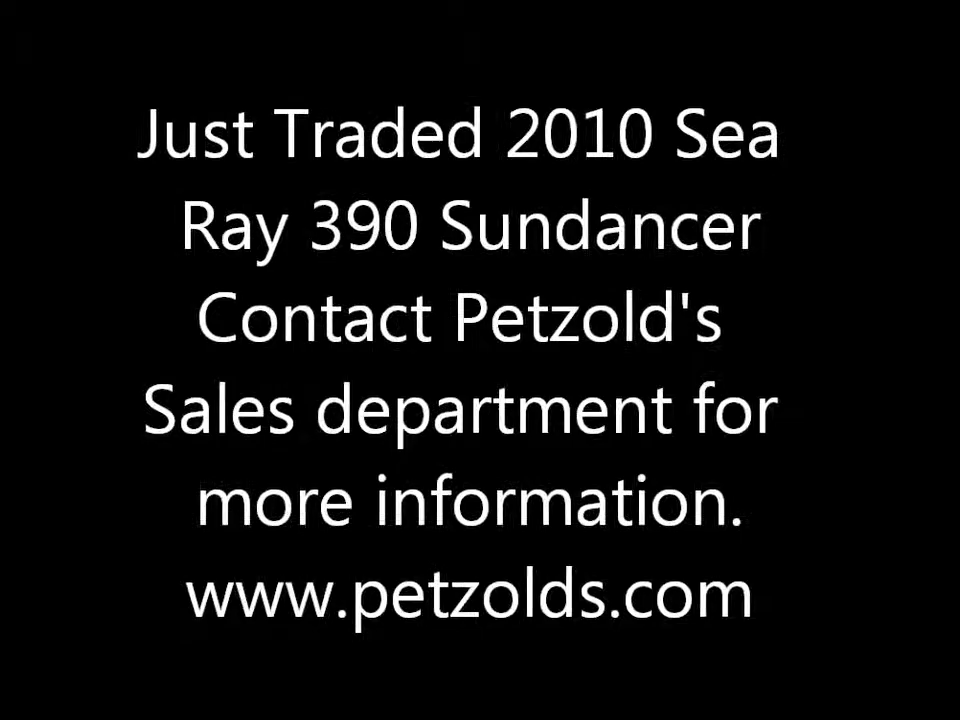 Just Traded 2010 Sea
Ray 390 Sundancer
Contact Petzold's
Sales department for
more information.
www.petzolds.com